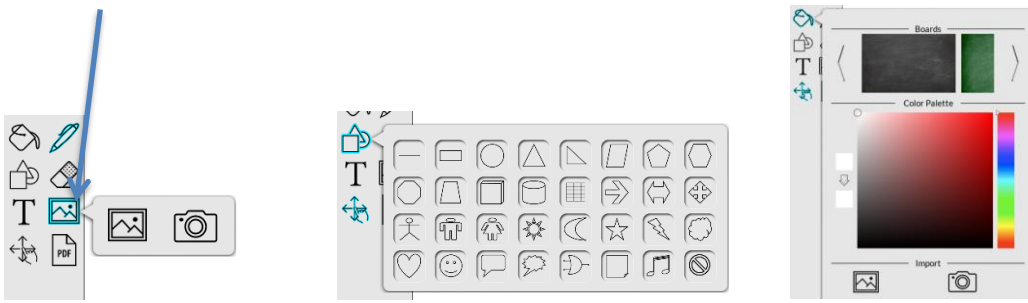 T
PDF
T
Boards
T
Color Palette
Import